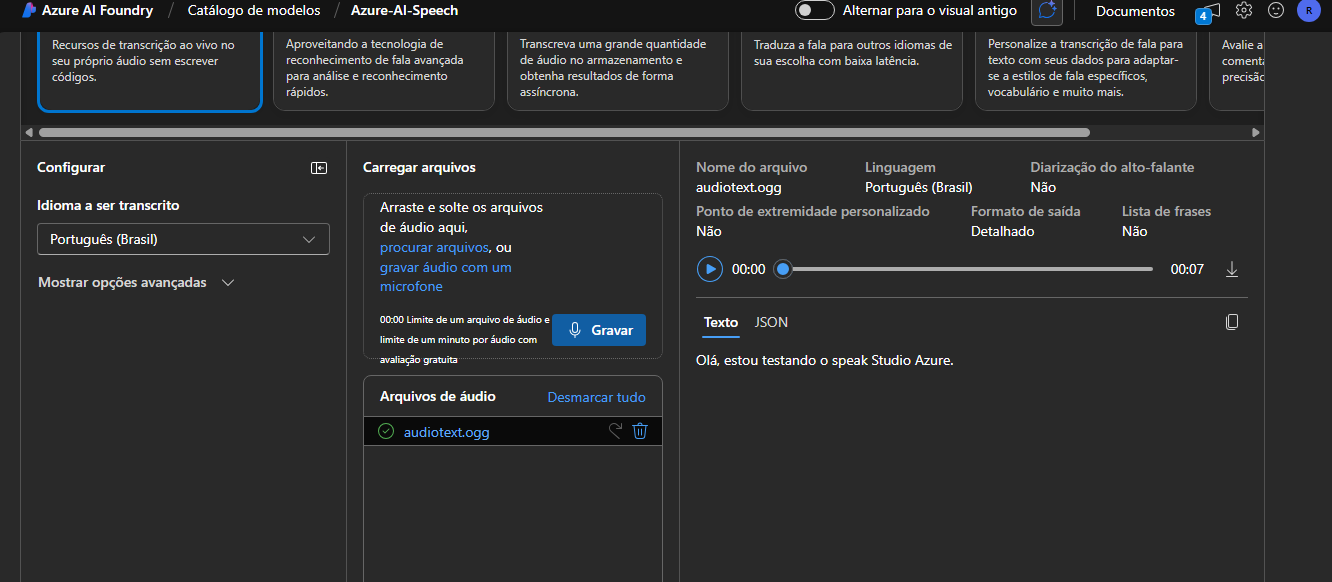 Azure AI Foundry / Catálogo de modelos / Azure-AI-Speech
Alternar para o visual antigo
Documentos
4
R
Recursos de transcrição ao vivo no
seu próprio áudio sem escrever
códigos.
Aproveitando a tecnologia de
reconhecimento de fala avançada
para análise e reconhecimento
rápidos.
Transcreva uma grande quantidade
de áudio no armazenamento e
obtenha resultados de forma
assíncrona.
Traduza a fala para outros idiomas de
sua escolha com baixa latência.
Personalize a transcrição de fala para
texto com seus dados para adaptar-
se a estilos de fala específicos,
vocabulário e muito mais.
Avalie a
Configurar
Idioma a ser transcrito
Português (Brasil)
Mostrar opções avançadas
Carregar arquivos
Arraste e solte os arquivos
de áudio aqui,
procurar arquivos, ou
gravar áudio com um
microfone
00:00 Limite de um arquivo de áudio e
limite de um minuto por áudio com
avaliação gratuita
Gravar
Arquivos de áudio
Desmarcar tudo
audiotext.ogg
Nome do arquivo
audiotext.ogg
Linguagem
Português (Brasil)
Diarização do alto-falante
Não
Ponto de extremidade personalizado
Não
Formato de saída
Detalhado
Lista de frases
Não
00:00
00:07
Texto
JSON
Olá, estou testando o speak Studio Azure.